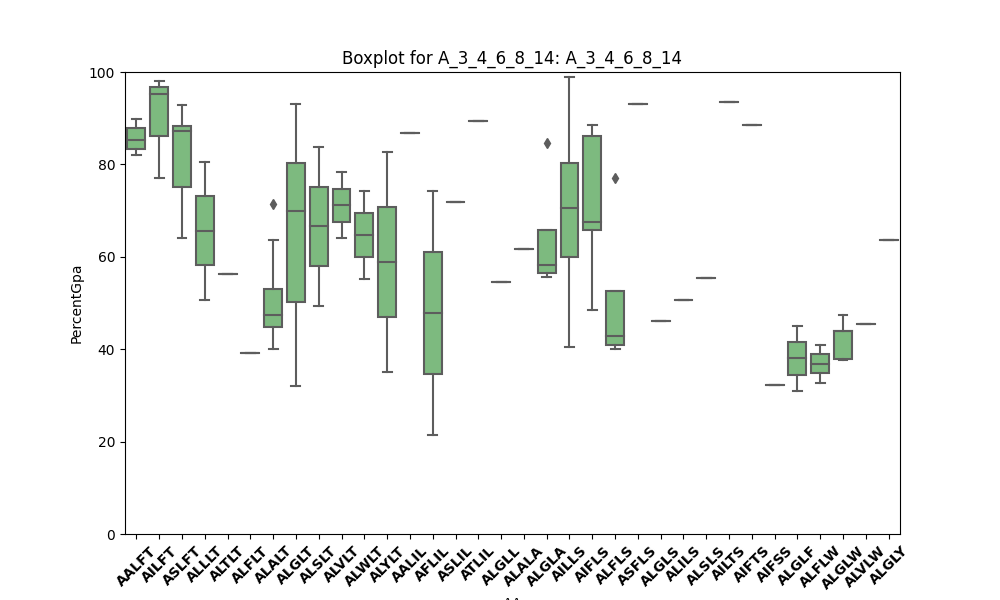 Boxplot for A_3_4_6_8_14: A_3_4_6_8_14
PercentGpa
100
80
60
40
20
0
AALFT
AILFT
ASLFT
ALLLT
ALTLT
ALFLT
ALALT
ALGLT
ALSLT
ALVLT
ALWLT
ALYLT
AALIL
AFLIL
ASLIL
ATLIL
ALGLL
ALALA
ALGLA
AILLS
AIFLS
ALFLS
ASFLS
ALGLS
ALILS
ALSLS
AILTS
AIFTS
AIFSS
ALGLF
ALFLW
ALGLW
ALVLW
ALGLY